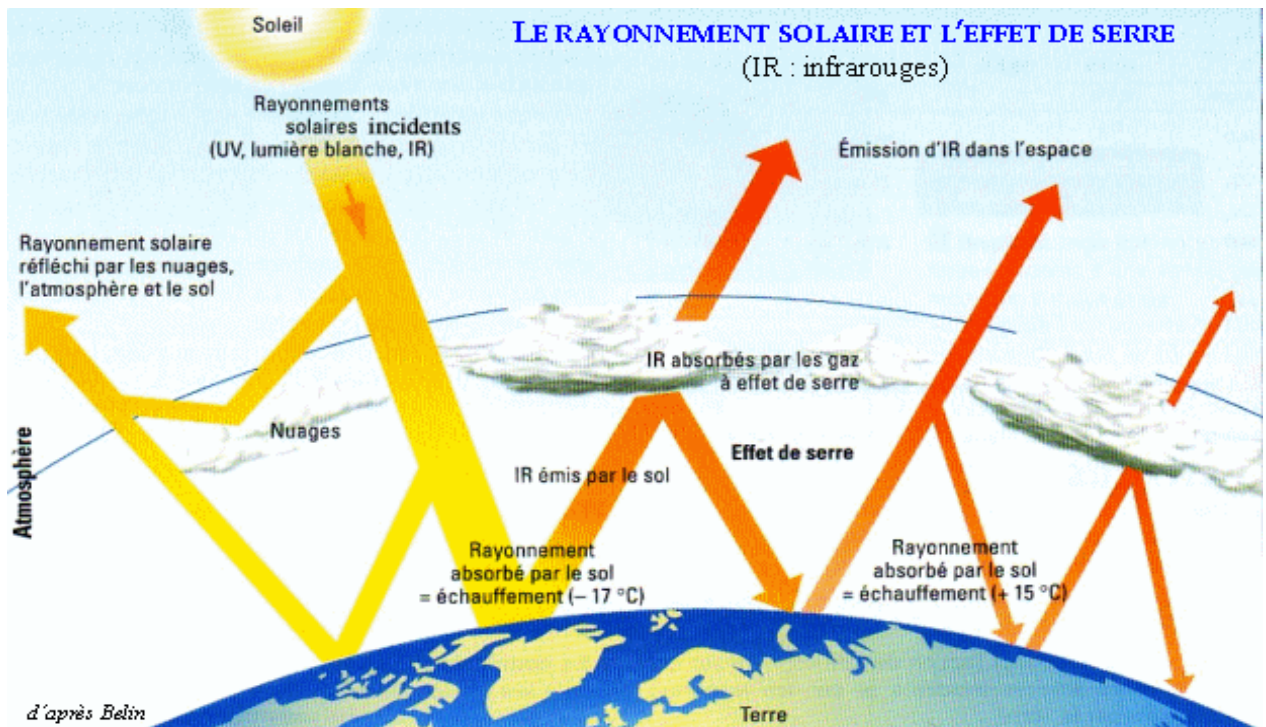 Soleil
LE RAYONNEMENT SOLAIRE ET L'EFFET DE SERRE
(IR : infrarouges)
Rayonnements
solaires incidents
(UV, lumière blanche, IR)
Émission d'IR dans l'espace
Rayonnement solaire
réfléchi par les nuages,
l'atmosphère et le sol
IR absorbés par les gaz
à effet de serre
Nuages
Effet de serre
Atmosphère
IR émis par le sol
Rayonnement
absorbé par le sol
= échauffement (– 17 °C)
Rayonnement
absorbé par le sol
= échauffement (+ 15 °C)
d'après Belin
Terre